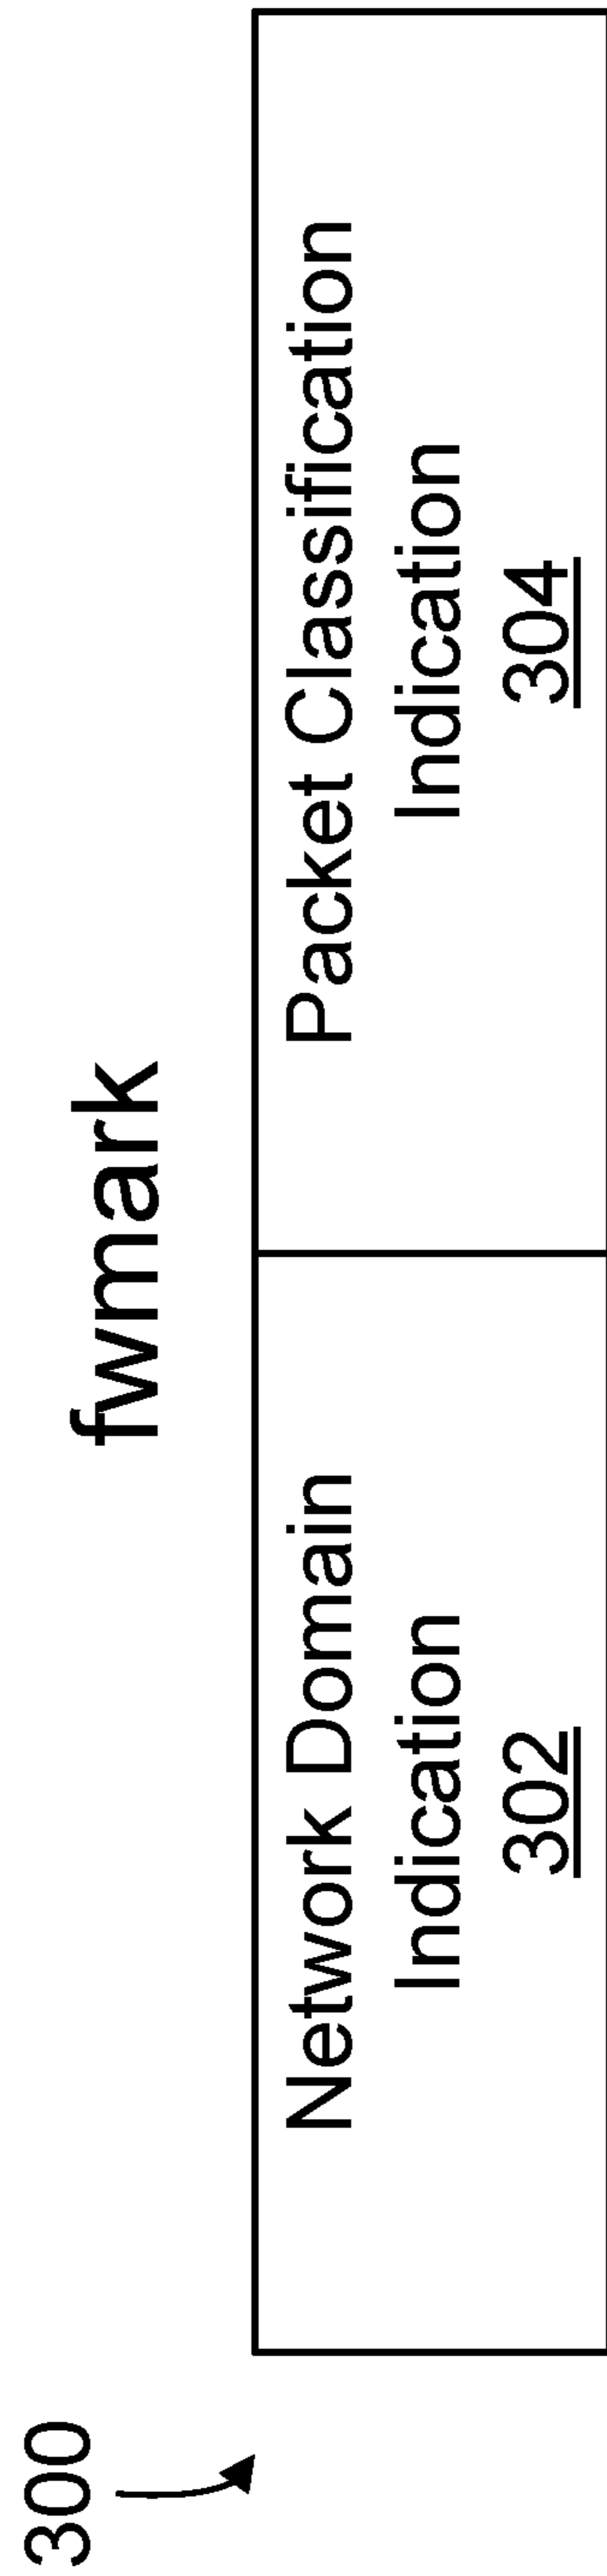 300
fwmark
Network Domain
Indication
302
Packet Classification
Indication
304